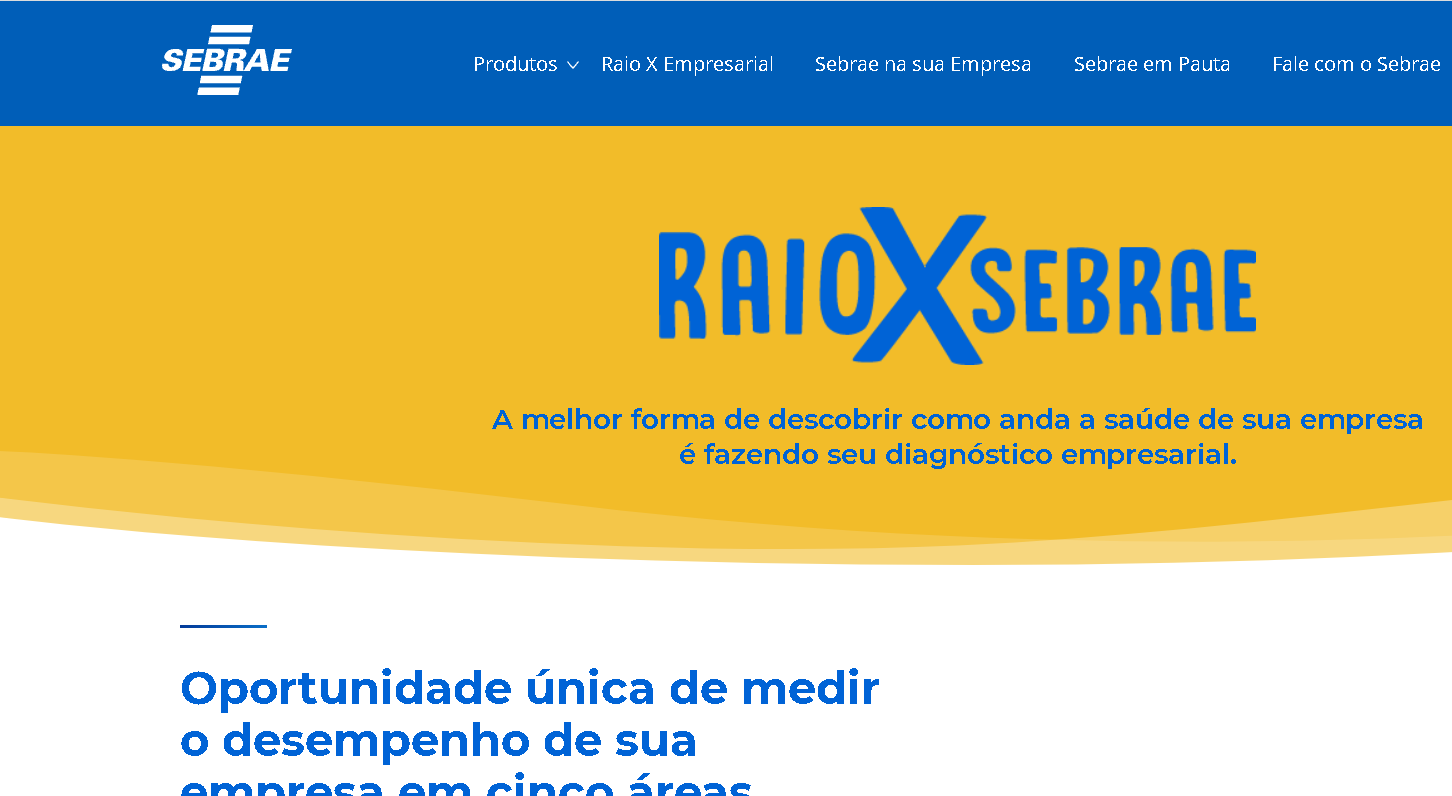 SEBRAE
Produtos Raio X Empresarial Sebrae na sua Empresa Sebrae em Pauta Fale com o Sebrae
RAIOXSEBRAE
A melhor forma de descobrir como anda a saúde de sua empresa
é fazendo seu diagnóstico empresarial.
Oportunidade única de medir
o desempenho de sua
empresa em cinco áreas